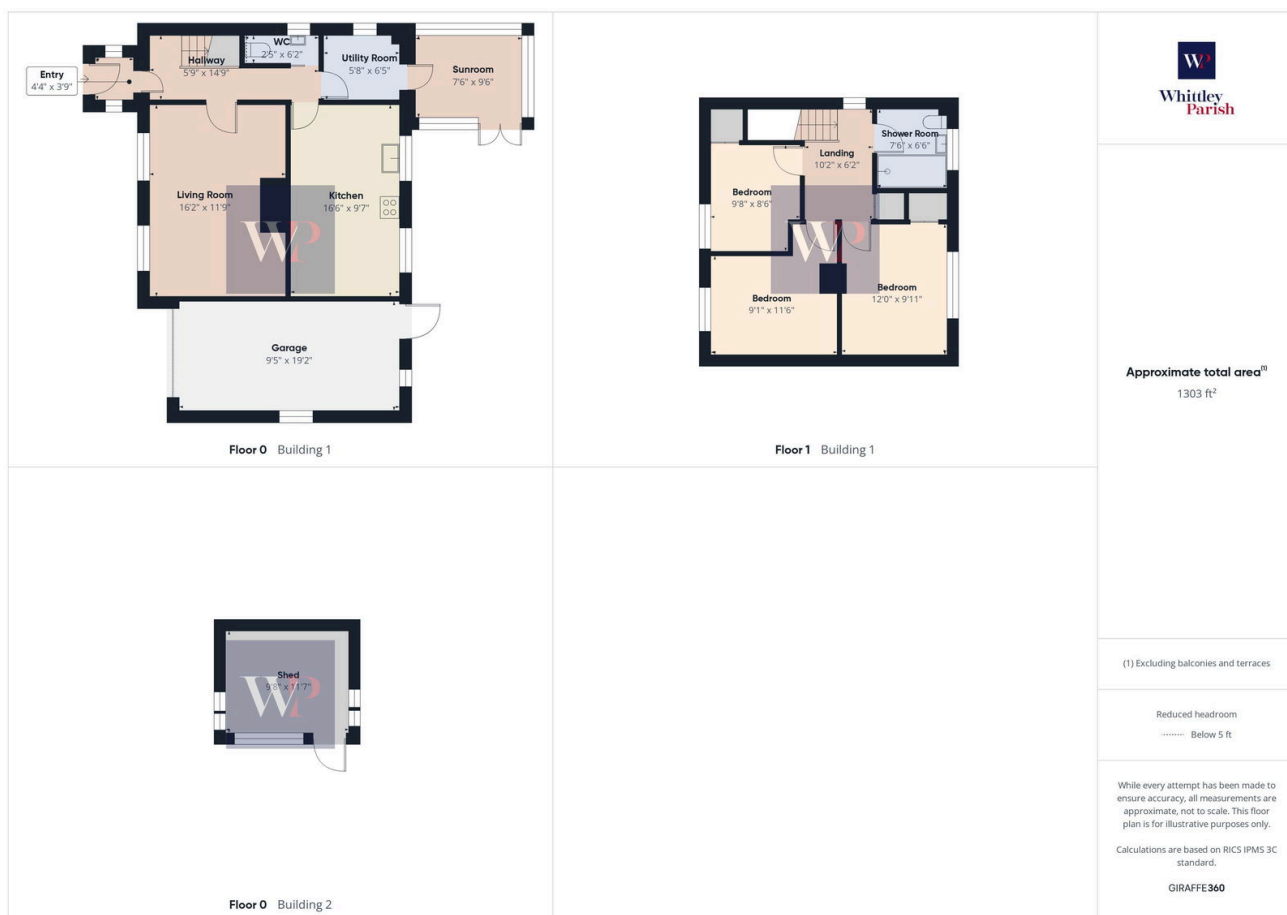 Entry
4'4" x 3'9"
Hallway
5'9" x 14'9"
WC
2'5" x 6'2"
Utility Room
5'8" x 6'5"
Sunroom
7'6" x 9'6"
Living Room
16'2" x 11'9"
Kitchen
16'6" x 9'7"
WP
Garage
9'5" x 19'2"
Floor 0 Building 1
Landing
10'2" x 6'2"
Shower Room
7'6" x 6'6"
Bedroom
9'8" x 8'6"
WP
Bedroom
9'1" x 11'6"
Bedroom
12'0" x 9'11"
Floor 1 Building 1
Shed
9'8" x 11'7"
WP
Floor 0 Building 2
WP
Whittley
Parish
Approximate total area(1)
1303 ft²
(1) Excluding balconies and terraces
Reduced headroom
Below 5 ft
While every attempt has been made to
ensure accuracy, all measurements are
approximate, not to scale. This floor
plan is for illustrative purposes only.
Calculations are based on RICS IPMS 3C
standard.
GIRAFFE360